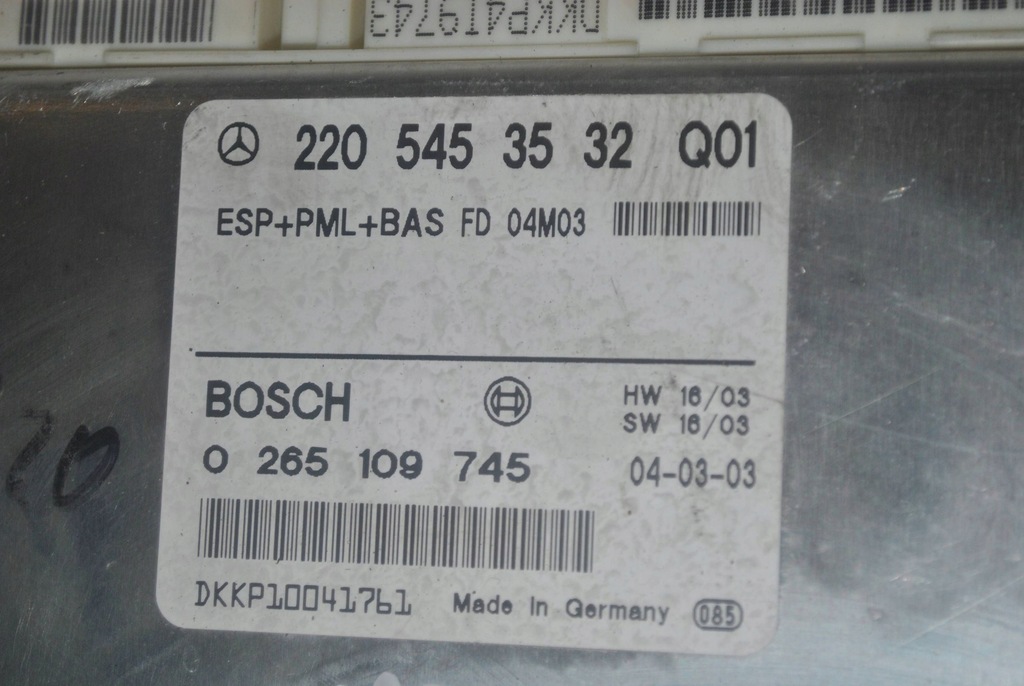 DKKP4I9743
220 545 35 32 Q01
ESP+PML+BAS FD 04M03
BOSCH
HW 16/03
SW 16/03
0 265 109 745
04-03-03
DKKP10041761
Made In Germany 085